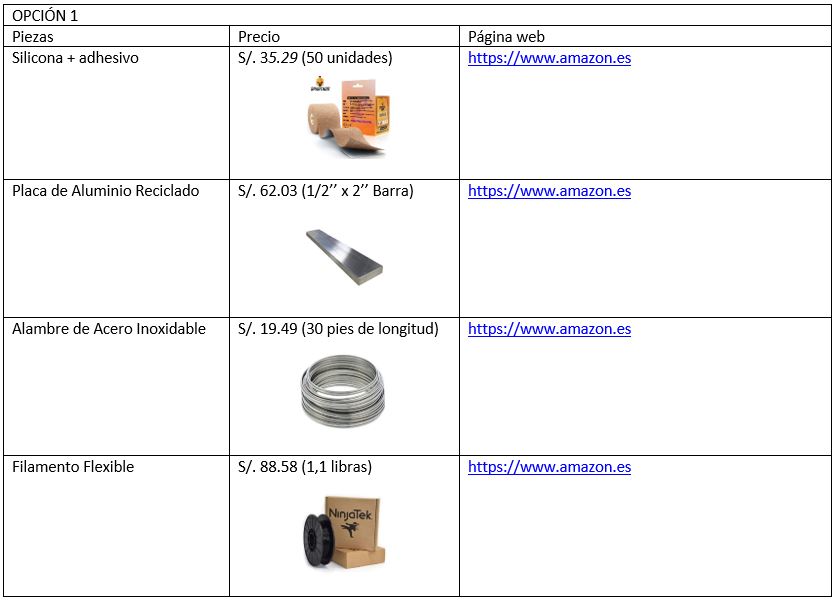 OPCIÓN 1
Piezas Precio Página web
Silicona + adhesivo S/. 35.29 (50 unidades) https://www.amazon.es
Placa de Aluminio Reciclado S/. 62.03 (1/2’’ x 2’’ Barra) https://www.amazon.es
Alambre de Acero Inoxidable S/. 19.49 (30 pies de longitud) https://www.amazon.es
Filamento Flexible S/. 88.58 (1,1 libras) https://www.amazon.es
NINJATEK